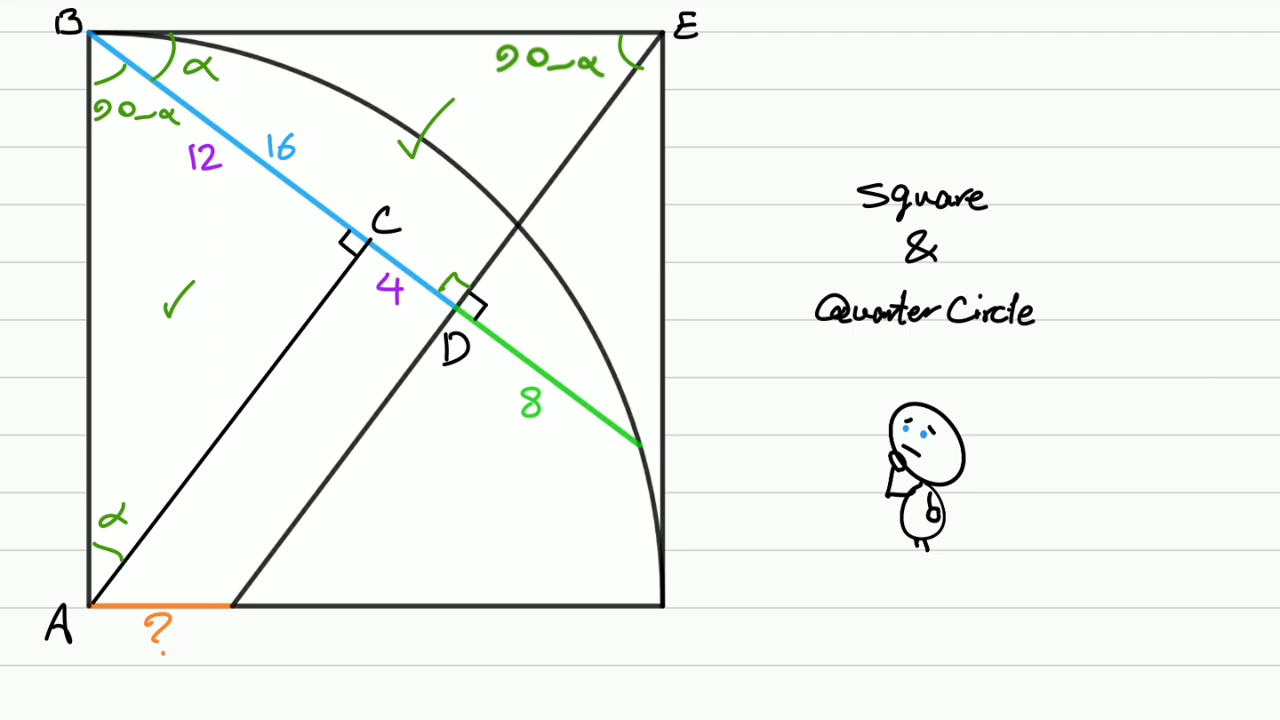 B
E
α
90-α
90-α
12
16
C
4
D
8
α
A
?
Square
&
Quarter Circle